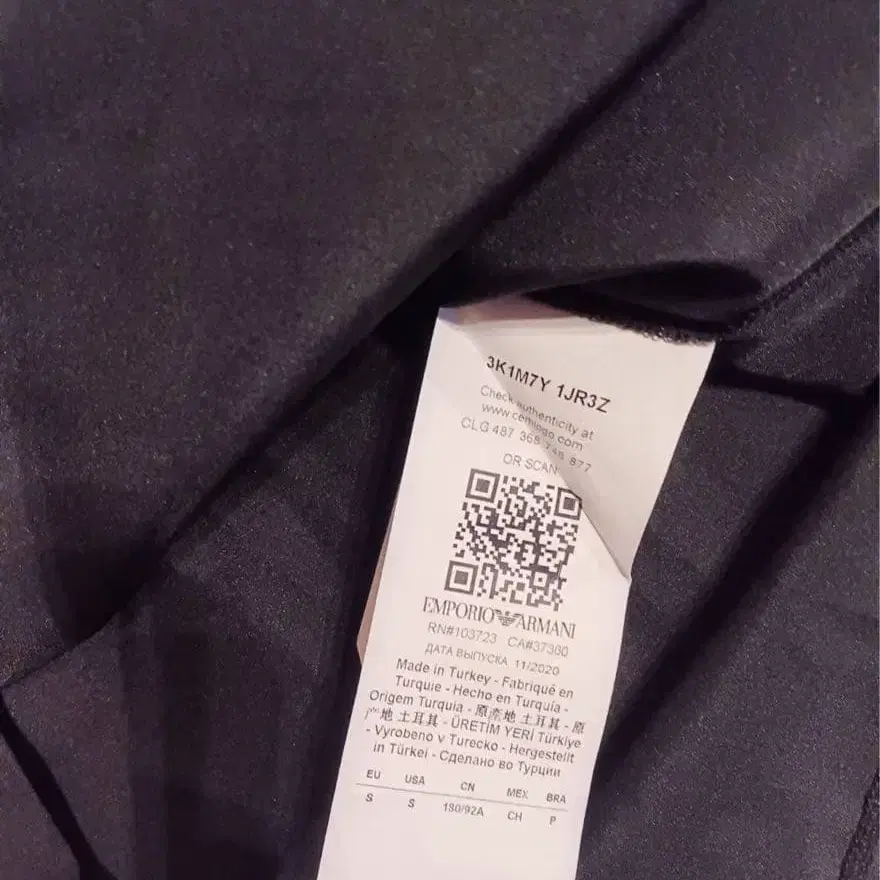 3K1M7Y 1JR3Z
Check authenticity at
www.certilogo.com
CLG 487 368 748 877
OR SCAN
EMPORIO ARMANI
RN#103723 CA#37380
ДАТА ВЫПУСКА 11/2020
Made in Turkey - Fabriqué en
Turquie - Hecho en Turquía -
Origem Turquia - 原產地 土耳其 - 原
产地 土耳其 - ÜRETİM YERİ Türkiye
- Vyrobeno v Turecko - Hergestellt
in Türkei - Сделано во Турции
EU USA CN MEX BRA
S S 180/92A CH P